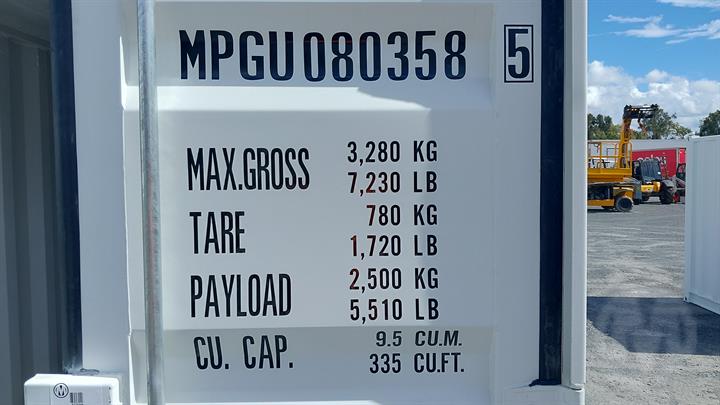 MPGU 080358 5
MAX.GROSS 3,280 KG
7,230 LB
TARE 780 KG
1,720 LB
PAYLOAD 2,500 KG
5,510 LB
CU. CAP. 9.5 CU.M.
335 CU.FT.
M